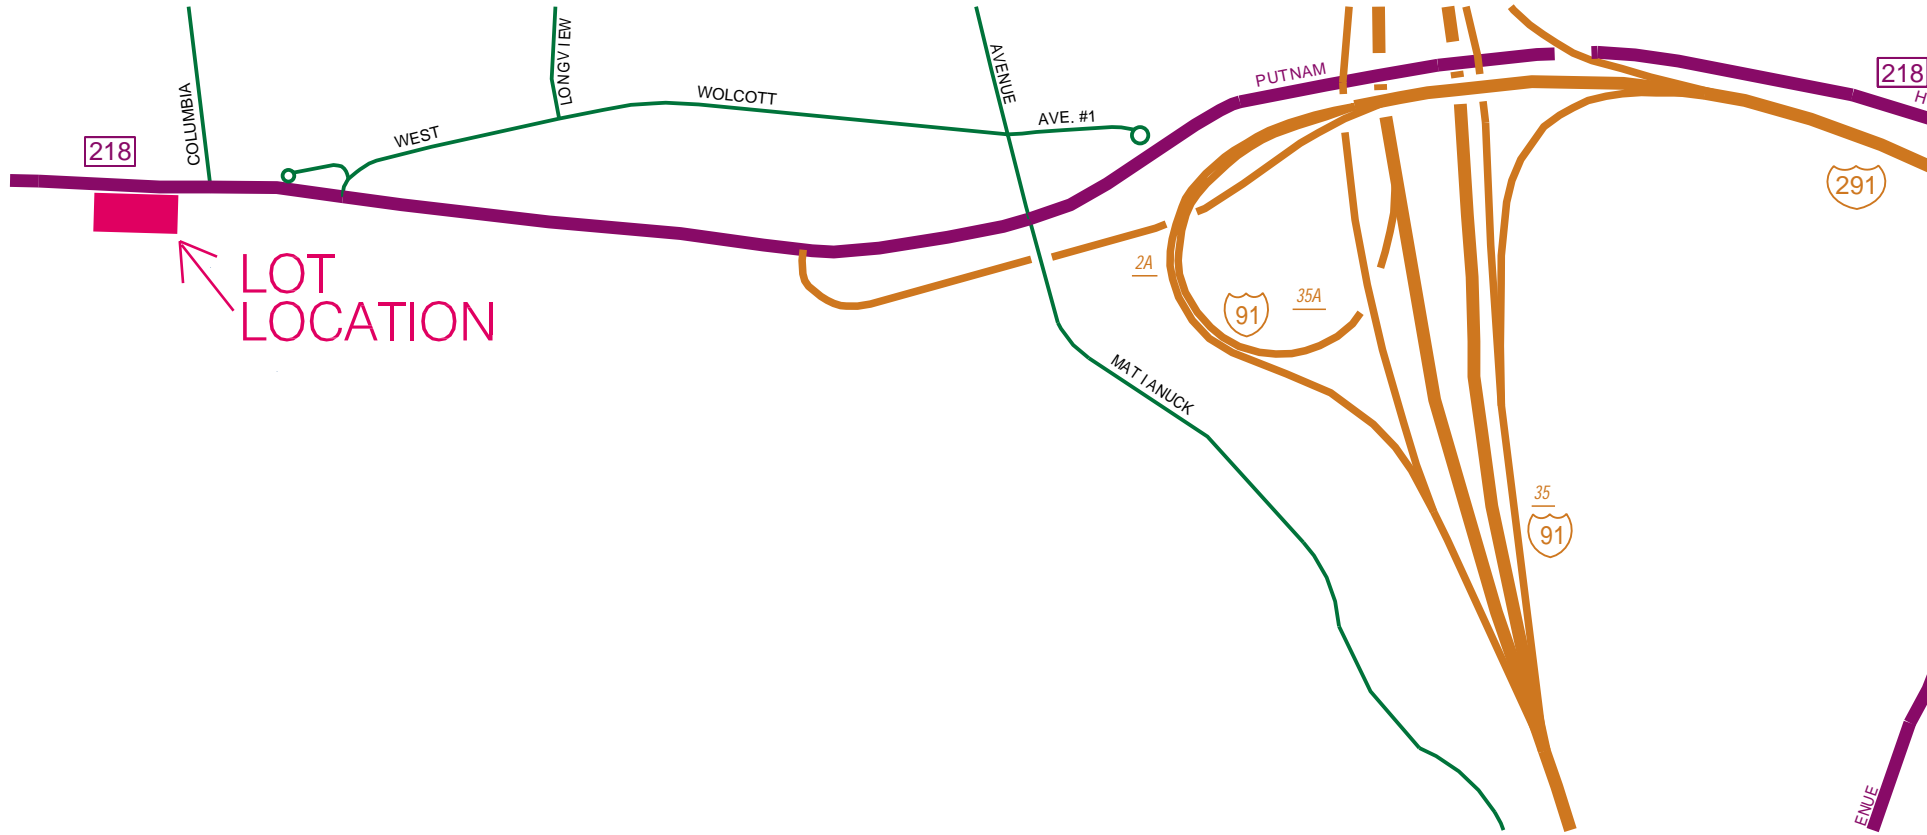 LONGVIEW
AVENUE
PUTNAM
218
H
COLUMBIA
WOLCOTT
AVE. #1
WEST
218
291
2A
LOT
LOCATION
91
35A
MATIANUCK
35
91
ENUE